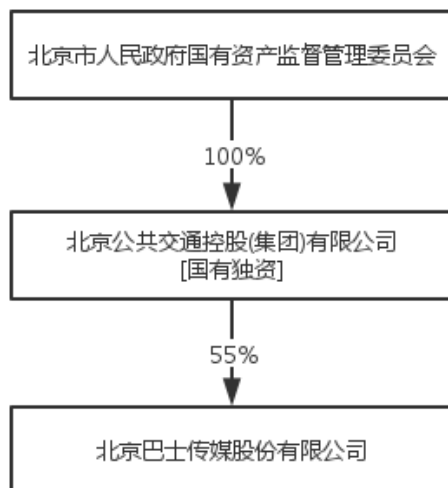 北京市人民政府国有资产监督管理委员会
100%
北京公共交通控股(集团)有限公司
[国有独资]
55%
北京巴士传媒股份有限公司